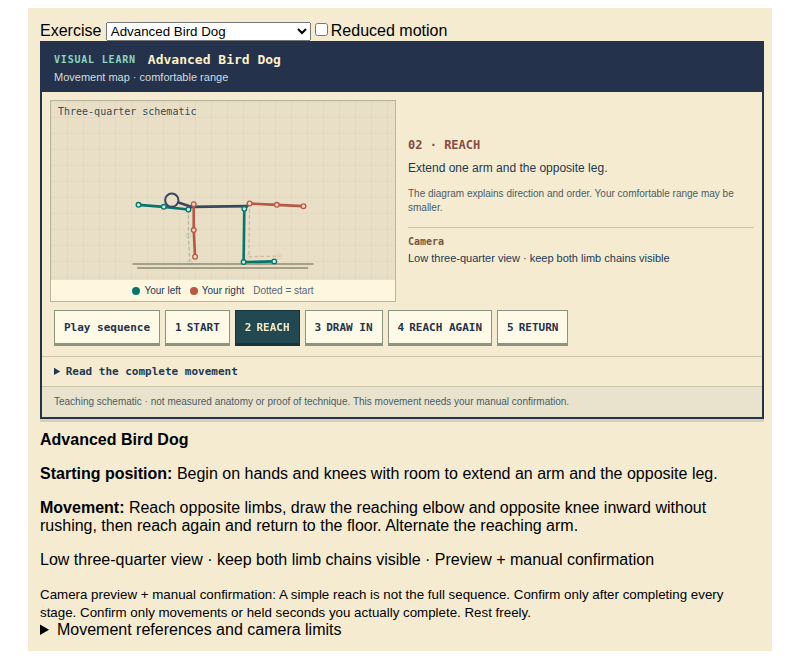 Exercise Advanced Bird Dog Reduced motion
VISUAL LEARN Advanced Bird Dog
Movement map · comfortable range
Three-quarter schematic
02 · REACH
Extend one arm and the opposite leg.
The diagram explains direction and order. Your comfortable range may be
smaller.
Camera
Low three-quarter view · keep both limb chains visible
Your left Your right Dotted = start
Play sequence 1 START 2 REACH 3 DRAW IN 4 REACH AGAIN 5 RETURN
Read the complete movement
Teaching schematic · not measured anatomy or proof of technique. This movement needs your manual confirmation.
Advanced Bird Dog
Starting position: Begin on hands and knees with room to extend an arm and the opposite leg.
Movement: Reach opposite limbs, draw the reaching elbow and opposite knee inward without
rushing, then reach again and return to the floor. Alternate the reaching arm.
Low three-quarter view · keep both limb chains visible · Preview + manual confirmation
Camera preview + manual confirmation: A simple reach is not the full sequence. Confirm only after completing every
stage. Confirm only movements or held seconds you actually complete. Rest freely.
Movement references and camera limits